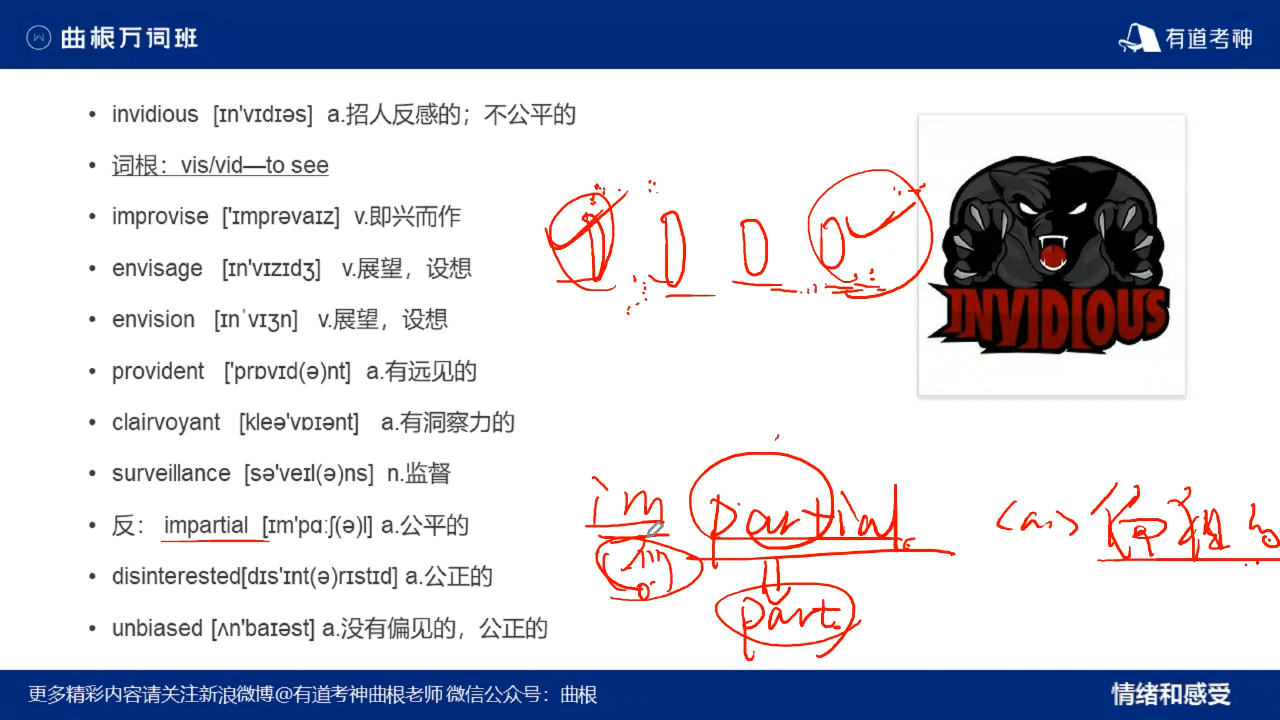 曲根万词班
有道考神
invidious [ɪn'vɪdɪəs] a.招人反感的；不公平的
词根：vis/vid—to see
improvise ['ɪmprəvaɪz] v.即兴而作
envisage [ɪn'vɪzɪdʒ] v.展望，设想
envision [ɪnˈvɪʒn] v.展望，设想
provident ['prɒvɪd(ə)nt] a.有远见的
clairvoyant [kleə'vɒɪənt] a.有洞察力的
surveillance [sə'veɪl(ə)ns] n.监督
反： impartial [ɪm'pɑːʃ(ə)l] a.公平的
disinterested[dɪs'ɪnt(ə)rɪstɪd] a.公正的
unbiased [ʌn'baɪəst] a.没有偏见的，公正的
INVIDIOUS
im partial (a.) 偏袒的
part
更多精彩内容请关注新浪微博@有道考神曲根老师 微信公众号：曲根
情绪和感受